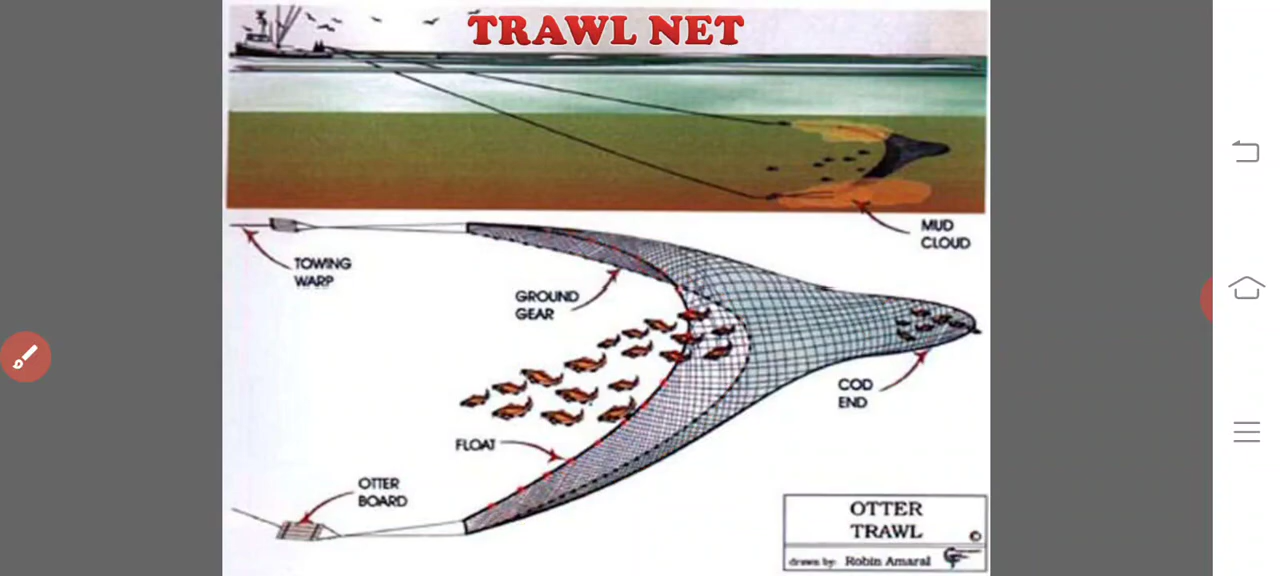 TRAWL NET
MUD
CLOUD
TOWING
WARP
GROUND
GEAR
COD
END
FLOAT
OTTER
BOARD
OTTER
TRAWL
©
drawn by: Robin Amaral